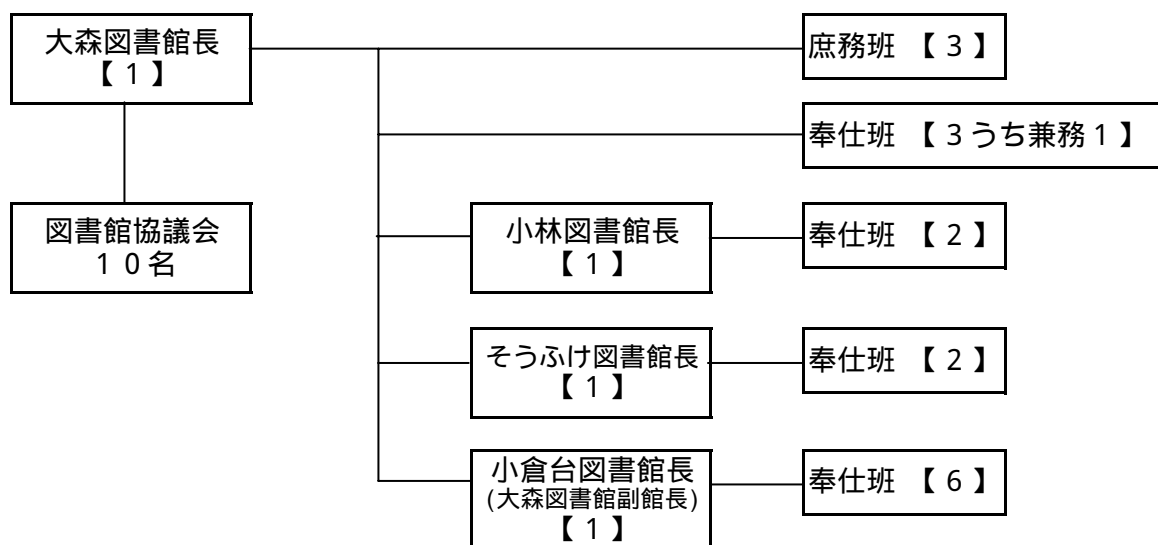 大森図書館長
【１】
庶務班 【３】
奉仕班 【３うち兼務１】
図書館協議会
１０名
小林図書館長
【１】
奉仕班 【２】
そうふけ図書館長
【１】
奉仕班 【２】
小倉台図書館長
(大森図書館副館長)
【１】
奉仕班 【６】